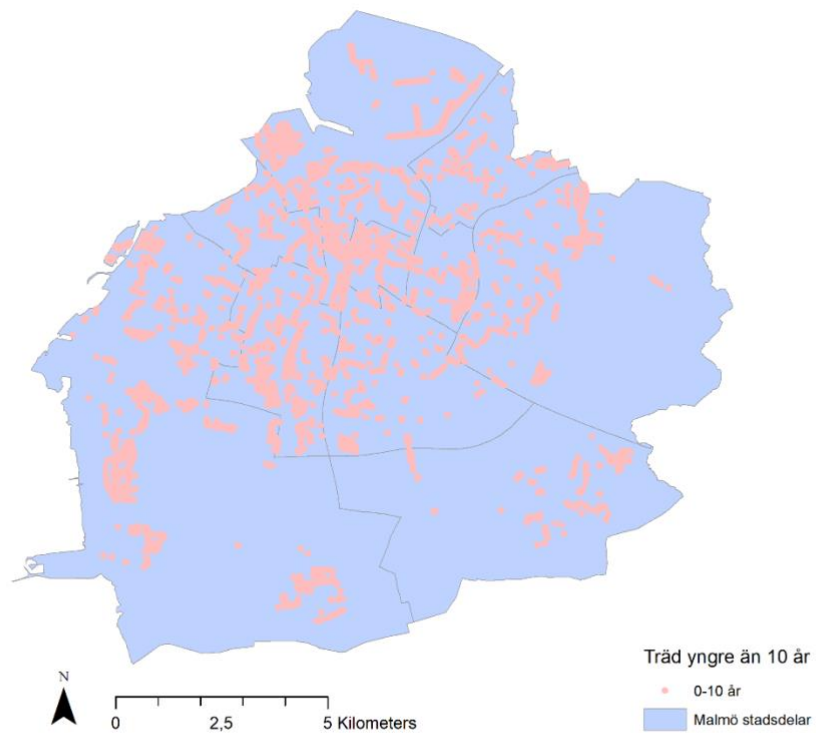 Träd yngre än 10 år
0-10 år
Malmö stadsdelar
N
0 2,5 5 Kilometers